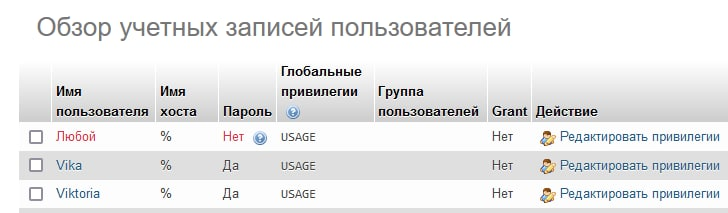 Обзор учетных записей пользователей
Глобальные
Имя Имя привилегии Группа
пользователя хоста Пароль пользователей Grant Действие
Любой % Нет USAGE Нет Редактировать привилегии
Vika % Да USAGE Нет Редактировать привилегии
Viktoria % Да USAGE Нет Редактировать привилегии